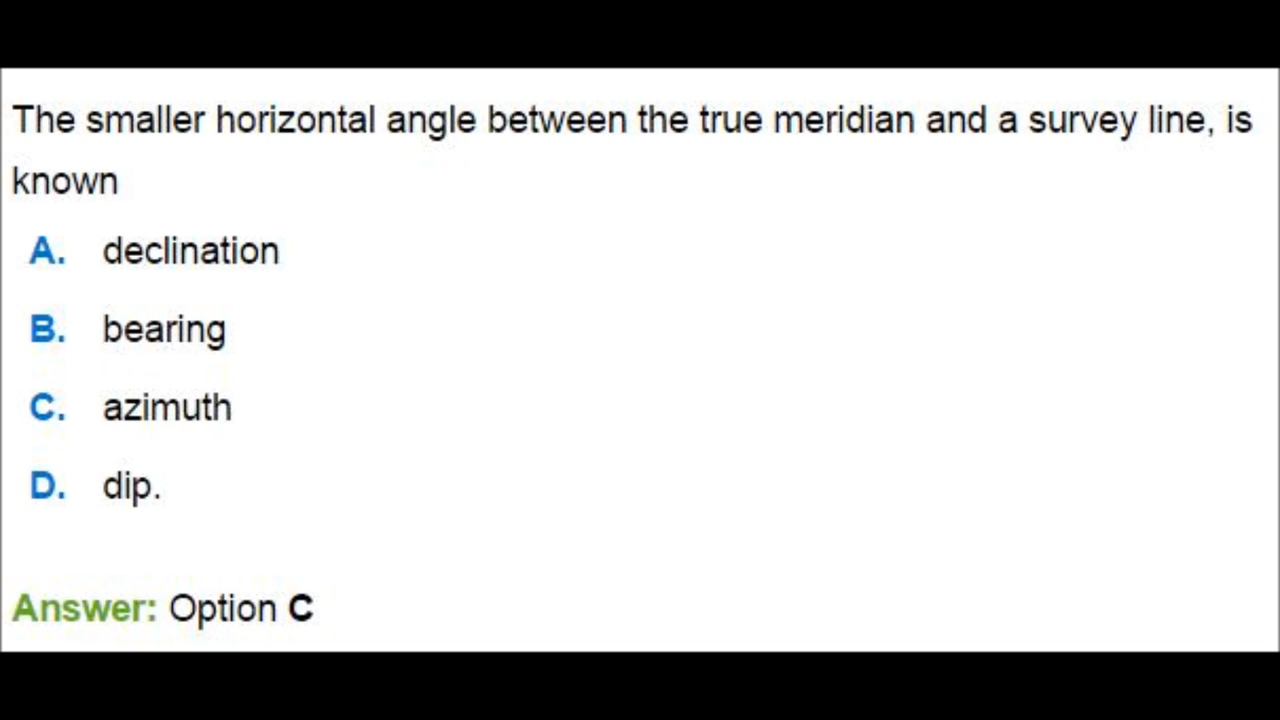 The smaller horizontal angle between the true meridian and a survey line, is
known
A. declination
B. bearing
C. azimuth
D. dip.
Answer: Option C